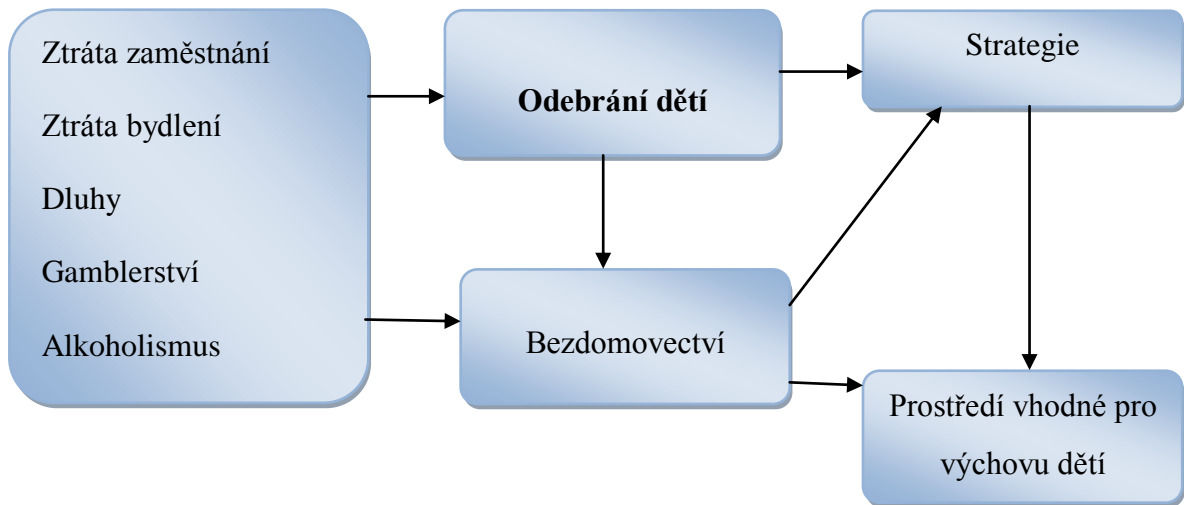 Ztráta zaměstnání
Ztráta bydlení
Dluhy
Gamblerství
Alkoholismus
Odebrání dětí
Bezdomovectví
Strategie
Prostředí vhodné pro
výchovu dětí